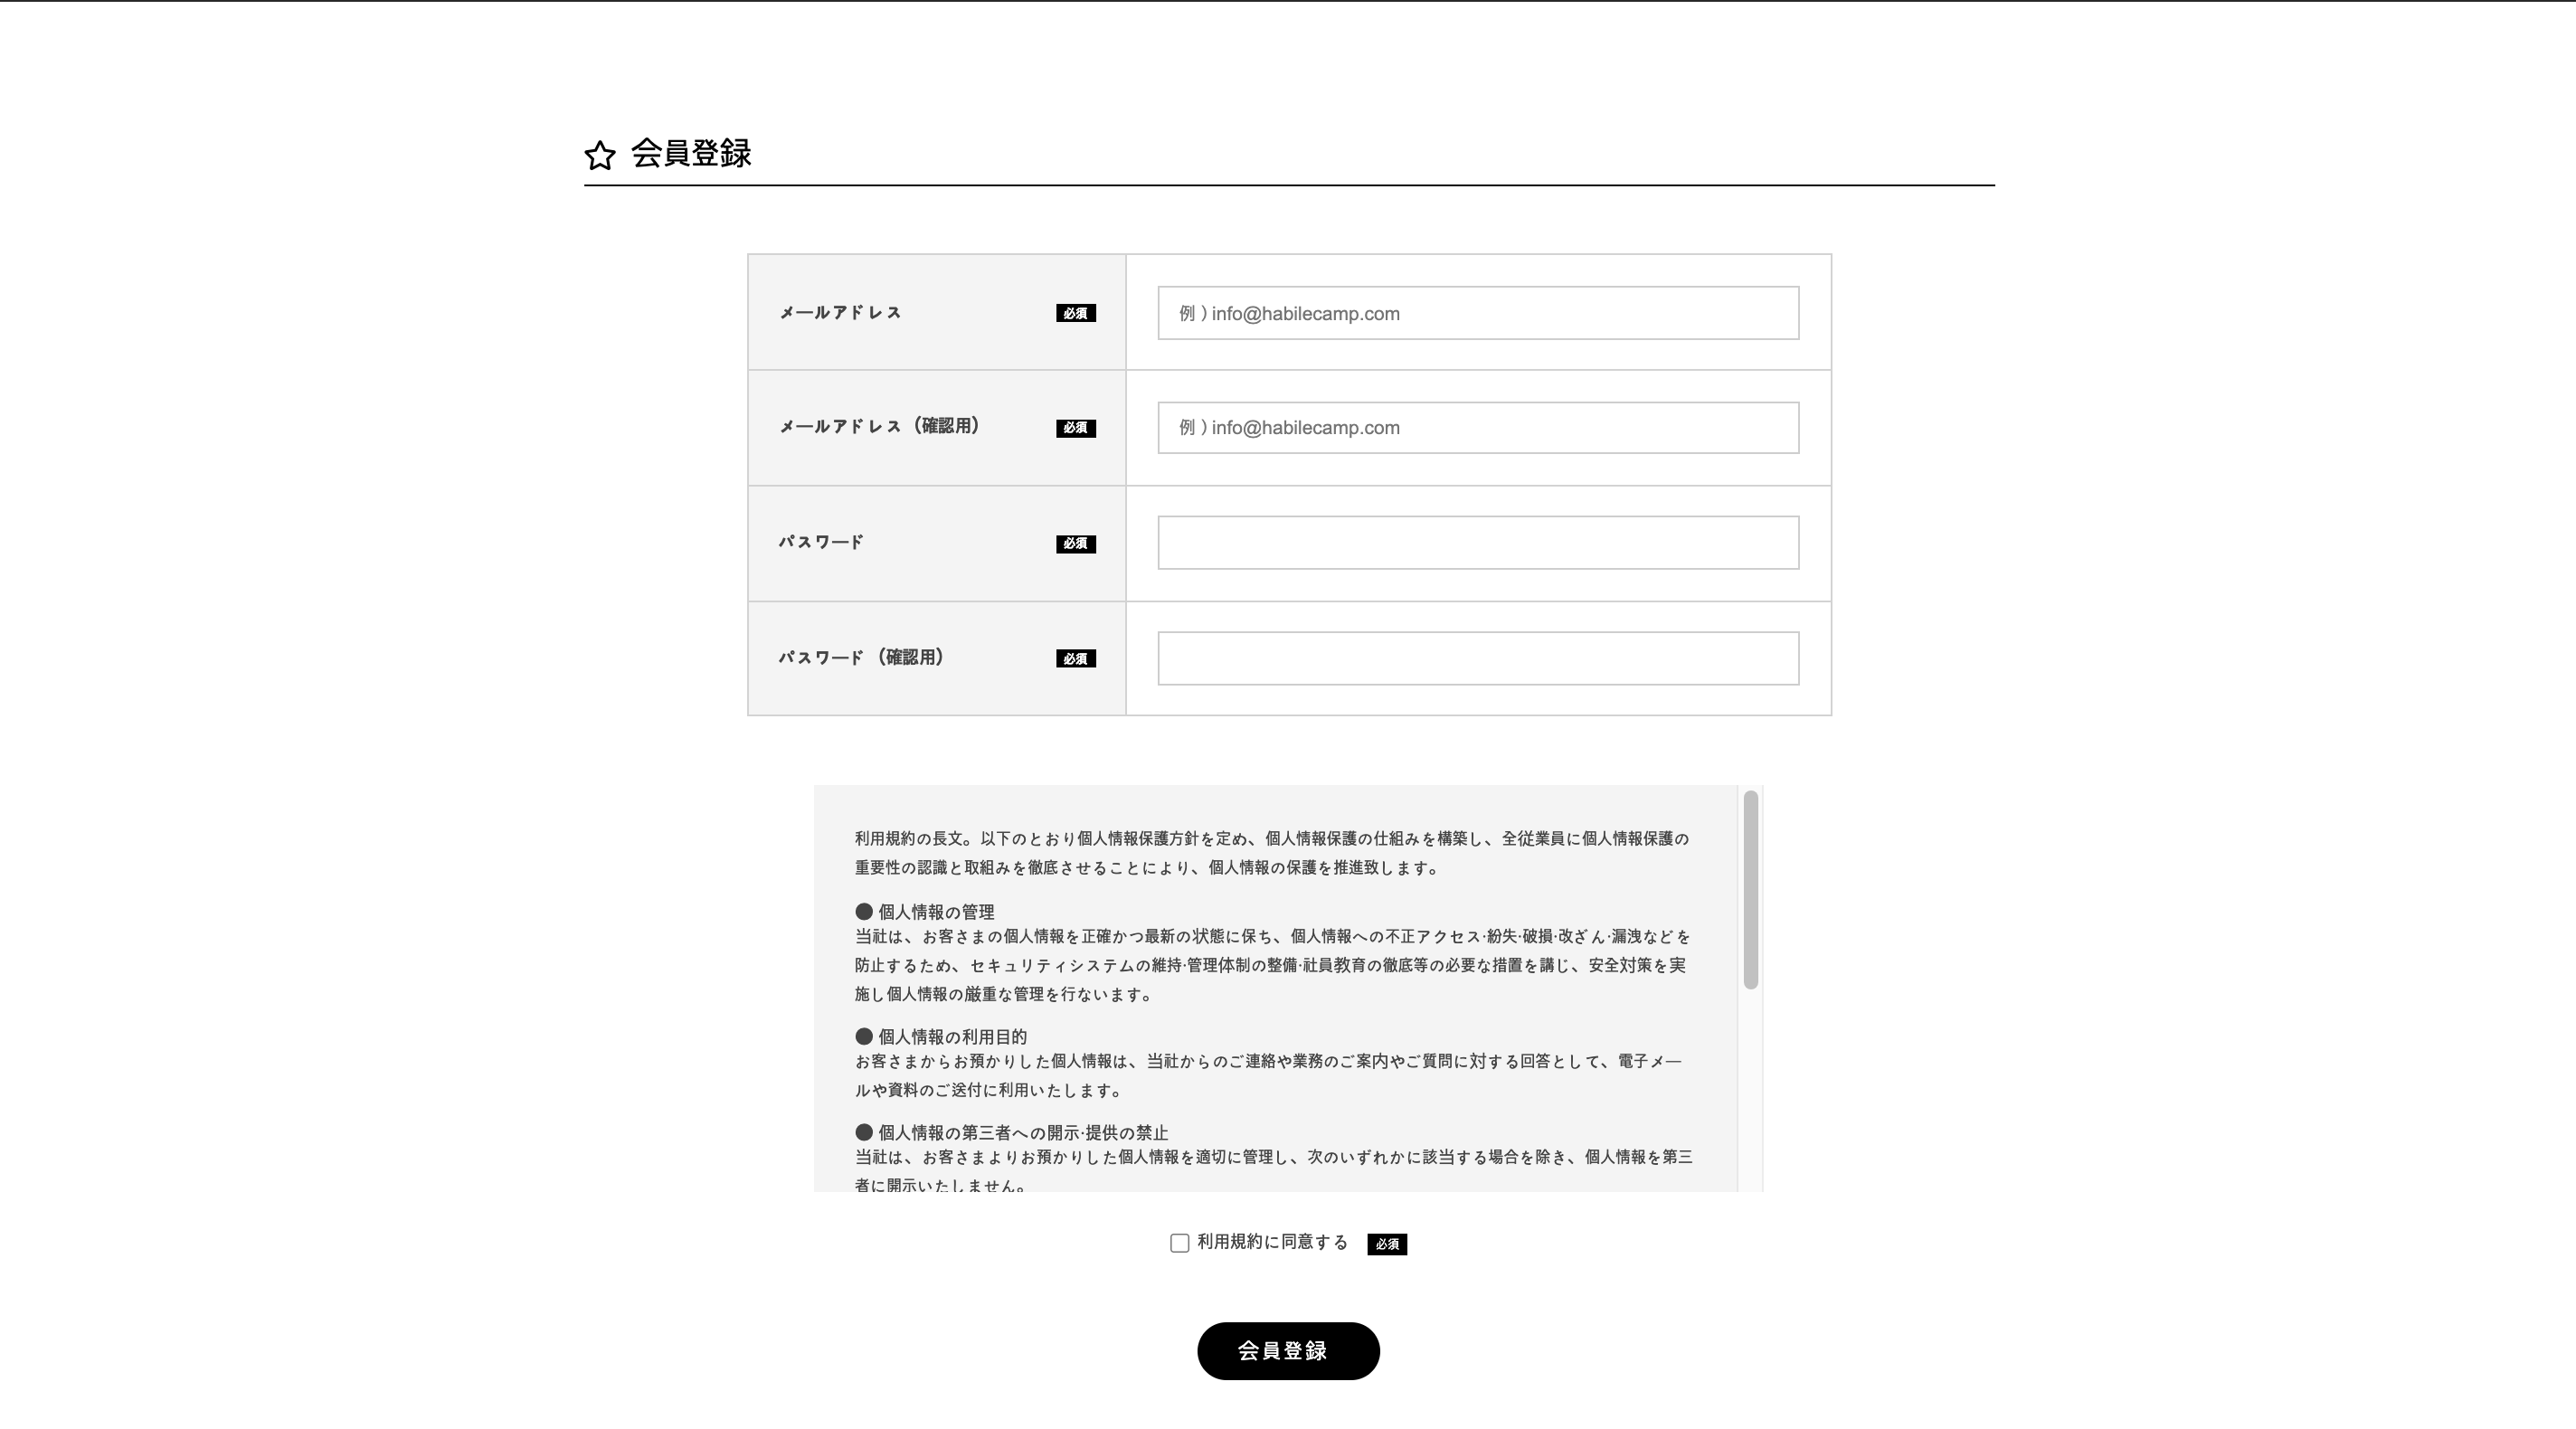 会員登録
メールアドレス 必須 例 ) info@habilecamp.com
メールアドレス（確認用） 必須 例 ) info@habilecamp.com
パスワード 必須
パスワード（確認用） 必須
利用規約の長文。以下のとおり個人情報保護方針を定め、個人情報保護の仕組みを構築し、全従業員に個人情報保護の
重要性の認識と取組みを徹底させることにより、個人情報の保護を推進致します。
● 個人情報の管理
当社は、お客さまの個人情報を正確かつ最新の状態に保ち、個人情報への不正アクセス·紛失·破損·改ざん·漏洩などを
防止するため、セキュリティシステムの維持·管理体制の整備·社員教育の徹底等の必要な措置を講じ、安全対策を実
施し個人情報の厳重な管理を行ないます。
● 個人情報の利用目的
お客さまからお預かりした個人情報は、当社からのご連絡や業務のご案内やご質問に対する回答として、電子メー
ルや資料のご送付に利用いたします。
● 個人情報の第三者への開示·提供の禁止
当社は、お客さまよりお預かりした個人情報を適切に管理し、次のいずれかに該当する場合を除き、個人情報を第三
者に開示いたしません。
利用規約に同意する 必須
会員登録